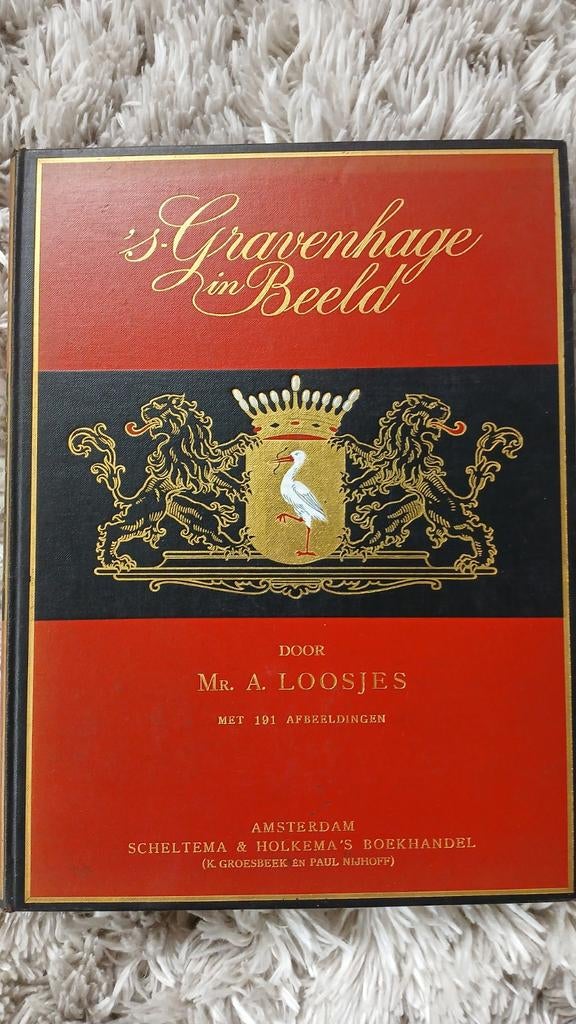 's-Gravenhage
in Beeld
DOOR
MR. A. LOOSJES
MET 191 AFBEELDINGEN
AMSTERDAM
SCHELTEMA & HOLKEMA'S BOEKHANDEL
(K. GROESBEEK EN PAUL NIJHOFF)